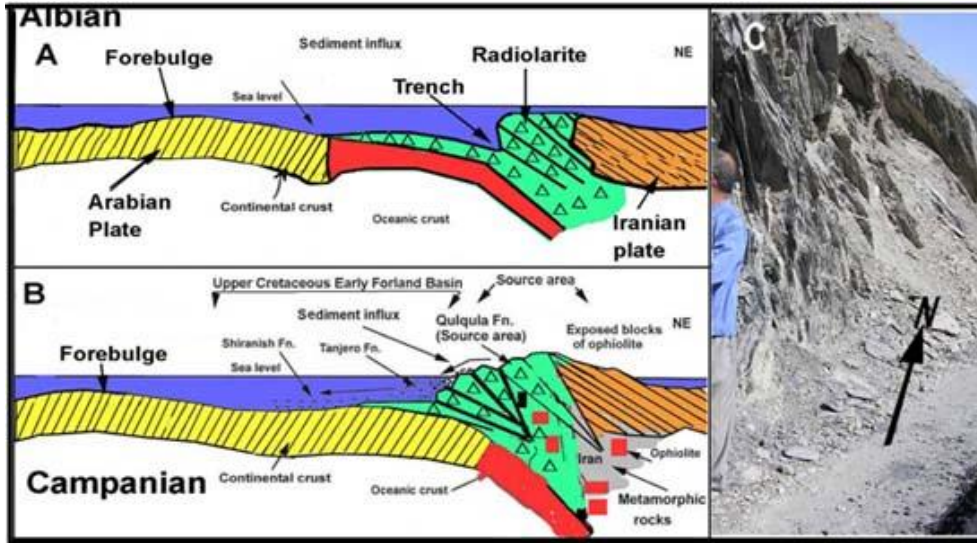 Albian
A
Sediment influx
Radiolarite
NE
Forebulge
Trench
Sea level
Arbian
Plate
Continental crust
Oceanic crust
Iranian
plate
B
Upper Cretaceous Early Forland Basin
Source area
Sediment influx
Qulqula Fn.
(Source area)
Exposed blocks
of ophiolite
NE
Shiranish Fn.
Tanjero Fn.
Forebulge
Sea level
Continental crust
Campanian
Oceanic crust
Iran
Ophiolite
Metamorphic
rocks
C
N